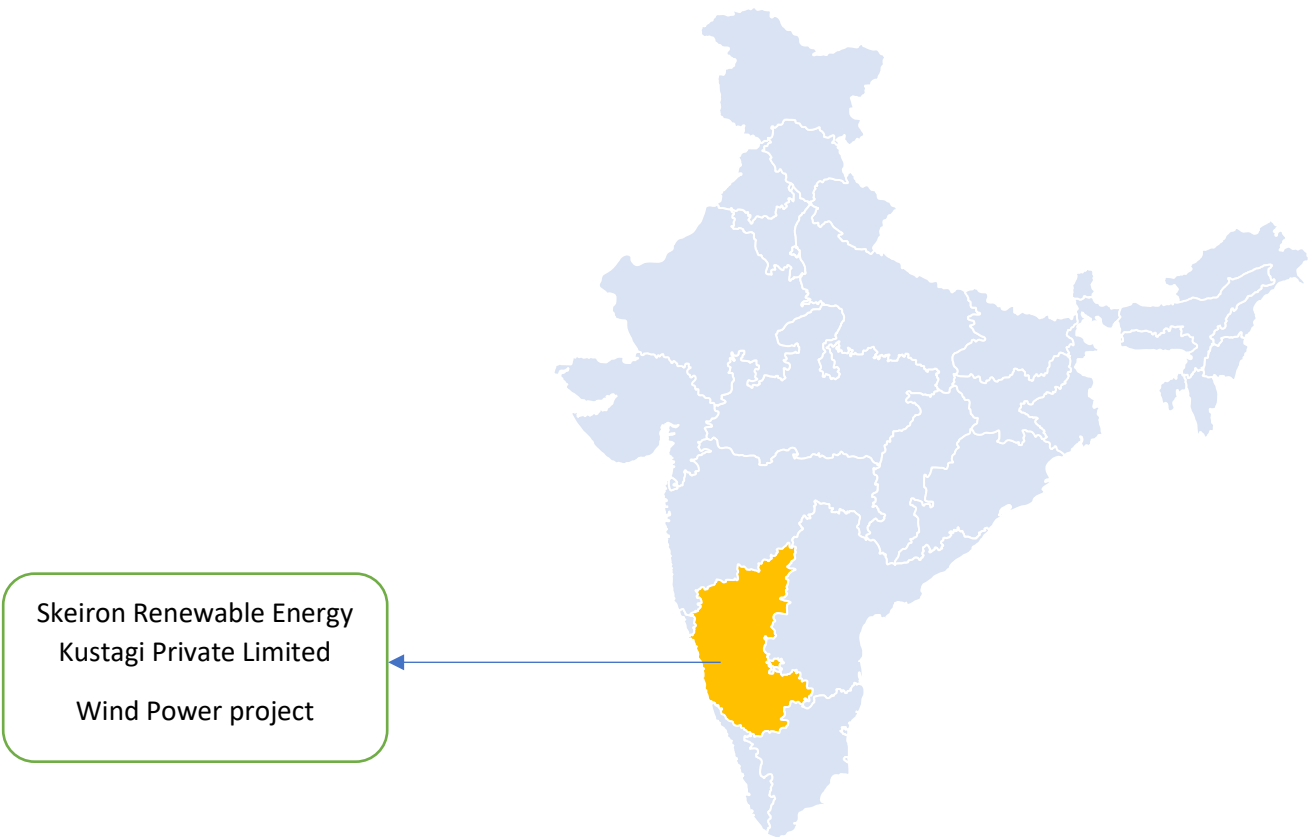 Skeiron Renewable Energy
Kustagi Private Limited
Wind Power project